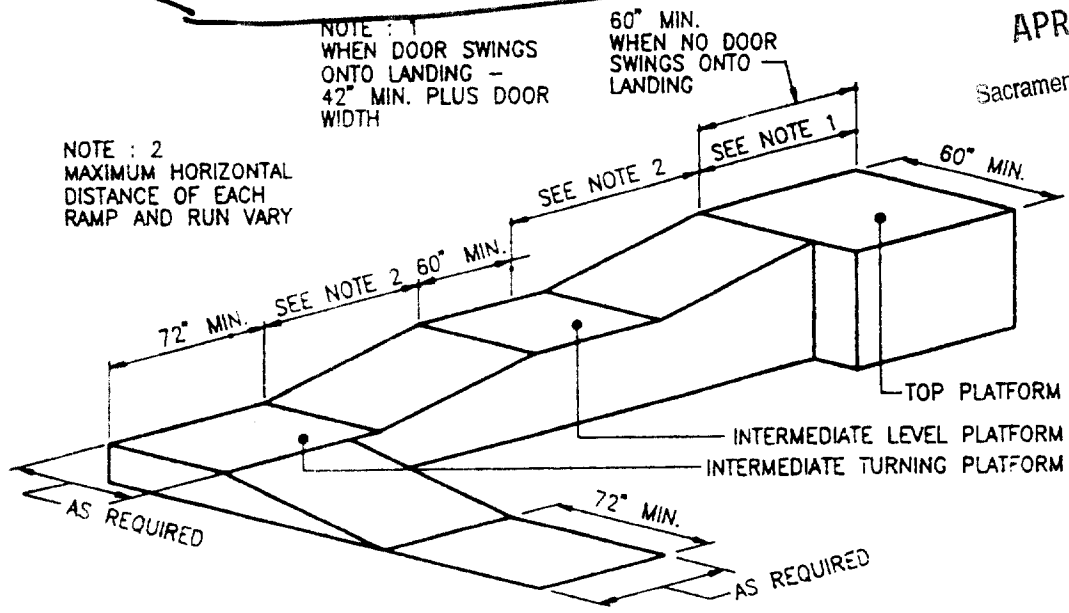 NOTE : 1
WHEN DOOR SWINGS
ONTO LANDING -
42" MIN. PLUS DOOR
WIDTH
60" MIN.
WHEN NO DOOR
SWINGS ONTO
LANDING
APR
Sacramen
NOTE : 2
MAXIMUM HORIZONTAL
DISTANCE OF EACH
RAMP AND RUN VARY
SEE NOTE 1
60" MIN.
SEE NOTE 2
60" MIN.
SEE NOTE 2
72" MIN.
TOP PLATFORM
INTERMEDIATE LEVEL PLATFORM
INTERMEDIATE TURNING PLATFORM
AS REQUIRED
72" MIN.
AS REQUIRED